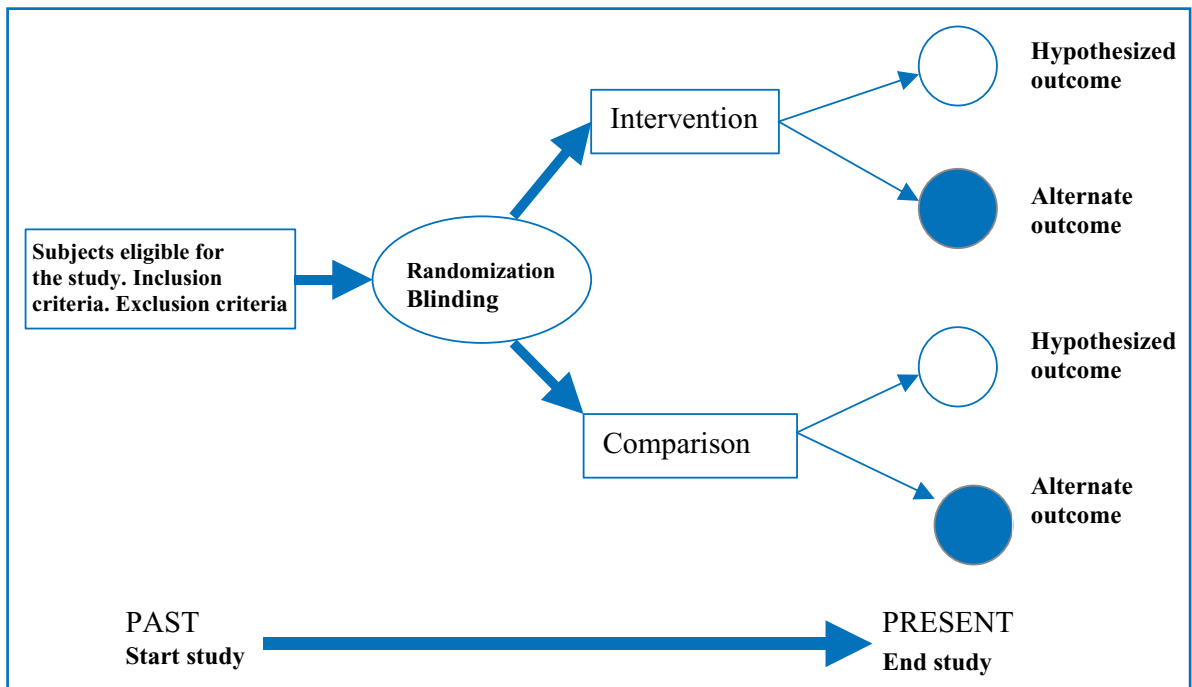 Hypothesized
outcome
Intervention
Alternate
outcome
Subjects eligible for
the study. Inclusion
criteria. Exclusion criteria
Randomization
Blinding
Hypothesized
outcome
Comparison
Alternate
outcome
PAST
Start study
PRESENT
End study